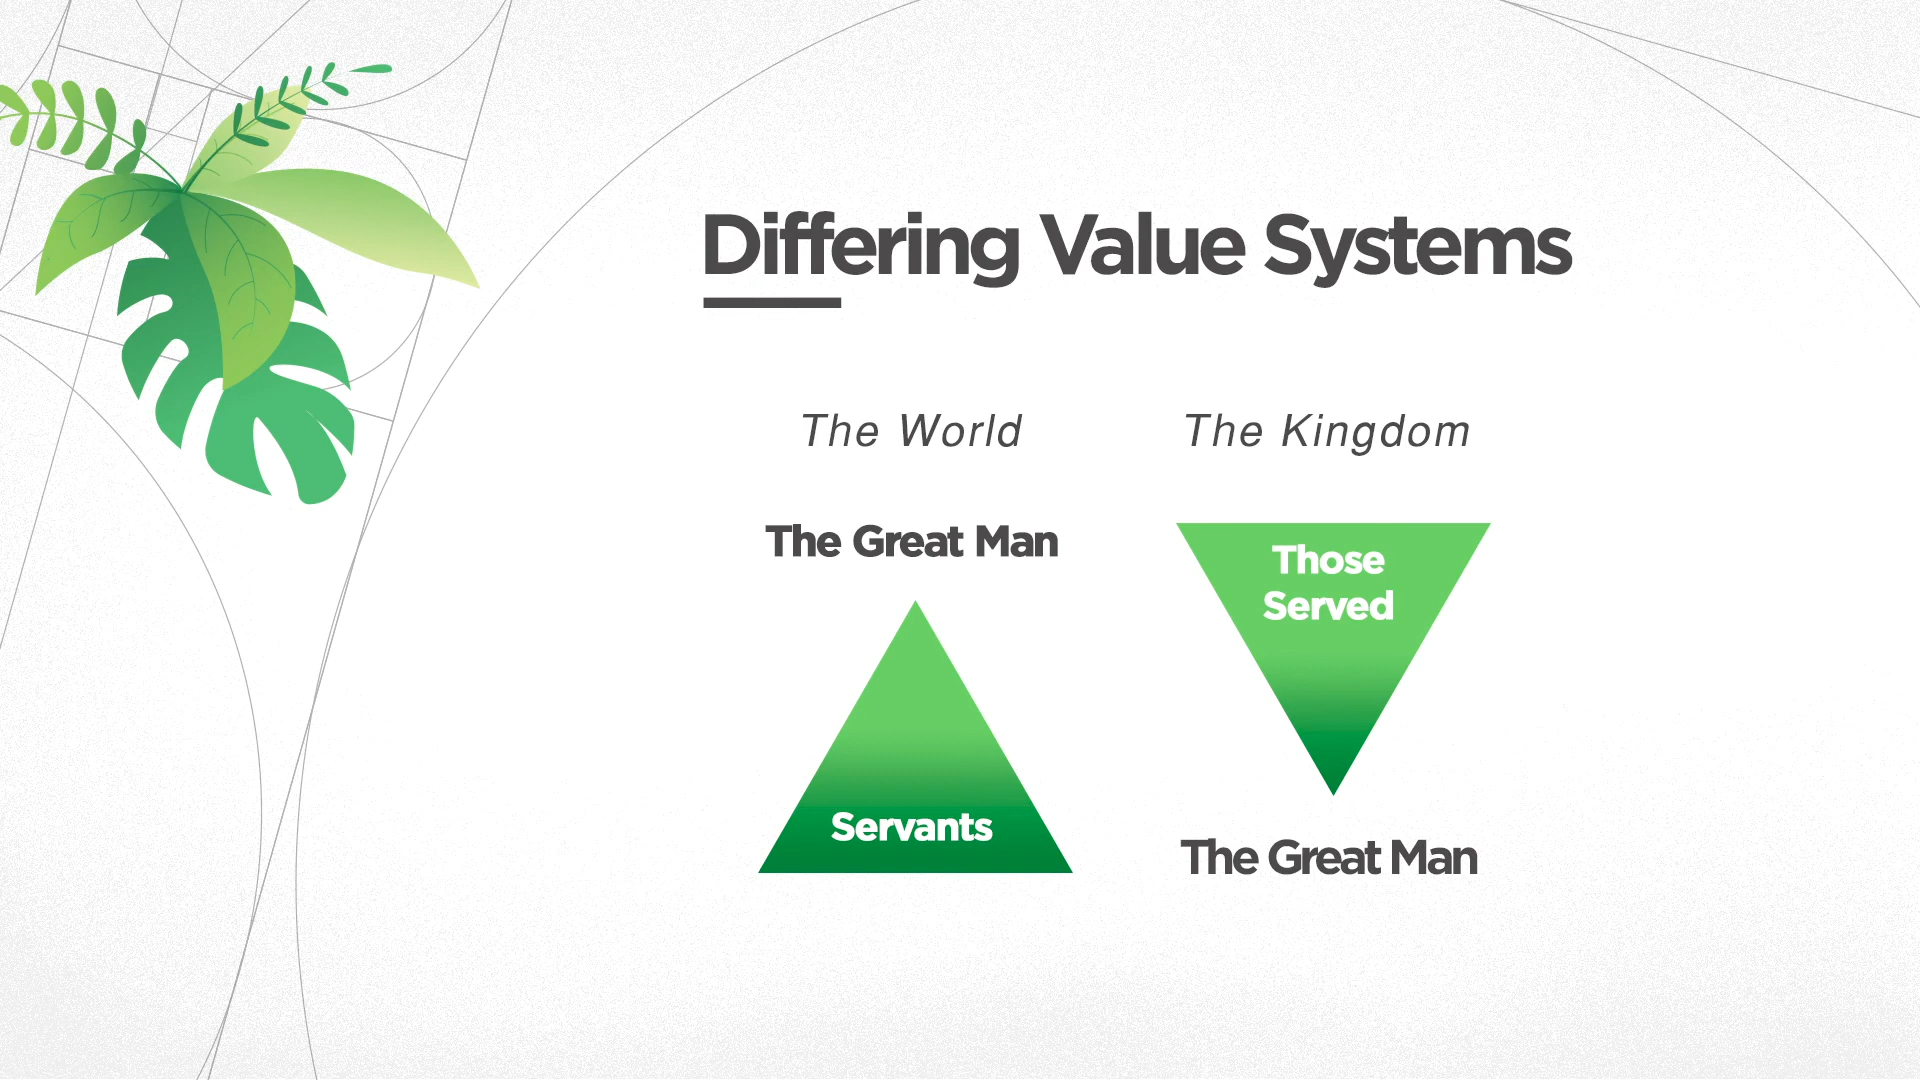 Differing Value Systems
The World
The Great Man
Servants
The Kingdom
Those
Served
The Great Man